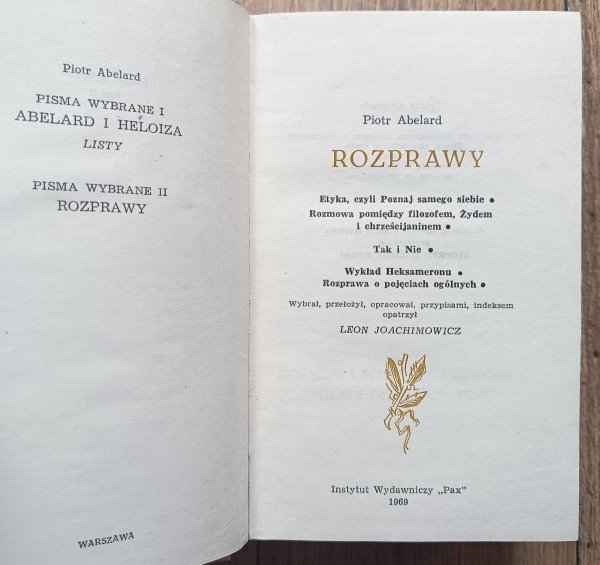 Piotr Abelard
PISMA WYBRANE I
ABELARD I HELOIZA
LISTY
PISMA WYBRANE II
ROZPRAWY
WARSZAWA
Piotr Abelard
ROZPRAWY
Etyka, czyli Poznaj samego siebie •
Rozmowa pomiędzy filozofem, Żydem
i chrześcijaninem •
Tak i Nie •
Wykład Heksameronu •
Rozprawa o pojęciach ogólnych •
Wybrał, przełożył, opracował, przypisami, indeksem
opatrzył
LEON JOACHIMOWICZ
Instytut Wydawniczy „Pax"
1969